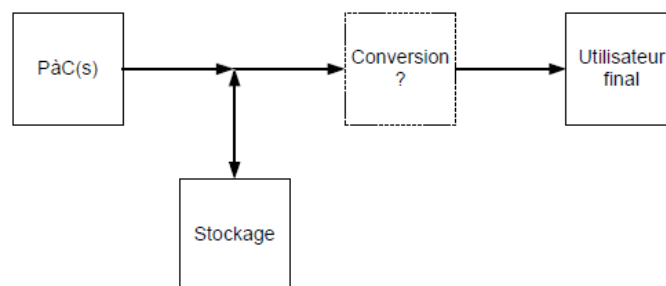 PàC(s)
Conversion
?
Utilisateur
final
Stockage